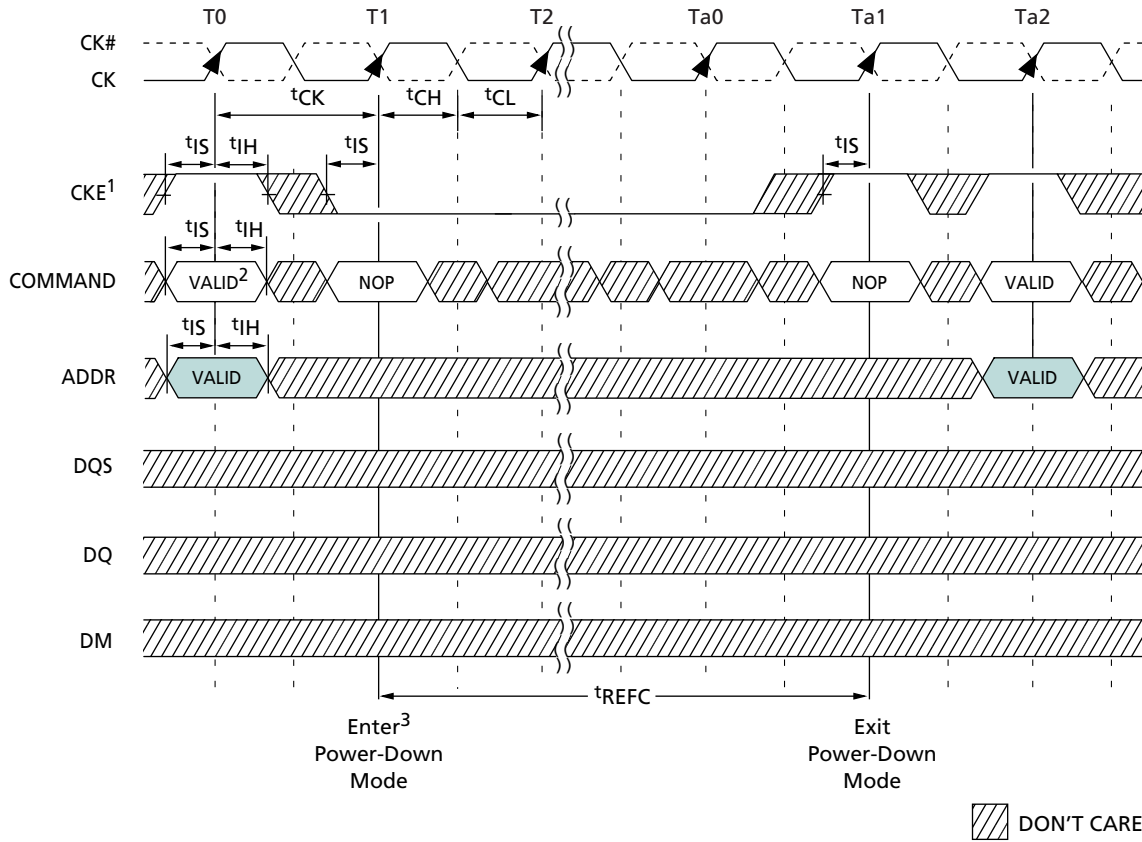 T0 T1 T2 Ta0 Ta1 Ta2
CK#
CK
tCK tCH tCL
tIS tIH tIS tIS
CKE1
tIS tIH
COMMAND VALID2 NOP NOP VALID
tIS tIH
ADDR VALID VALID
DQS
DQ
DM
tREFC
Enter3
Power-Down
Mode
Exit
Power-Down
Mode
DON'T CARE